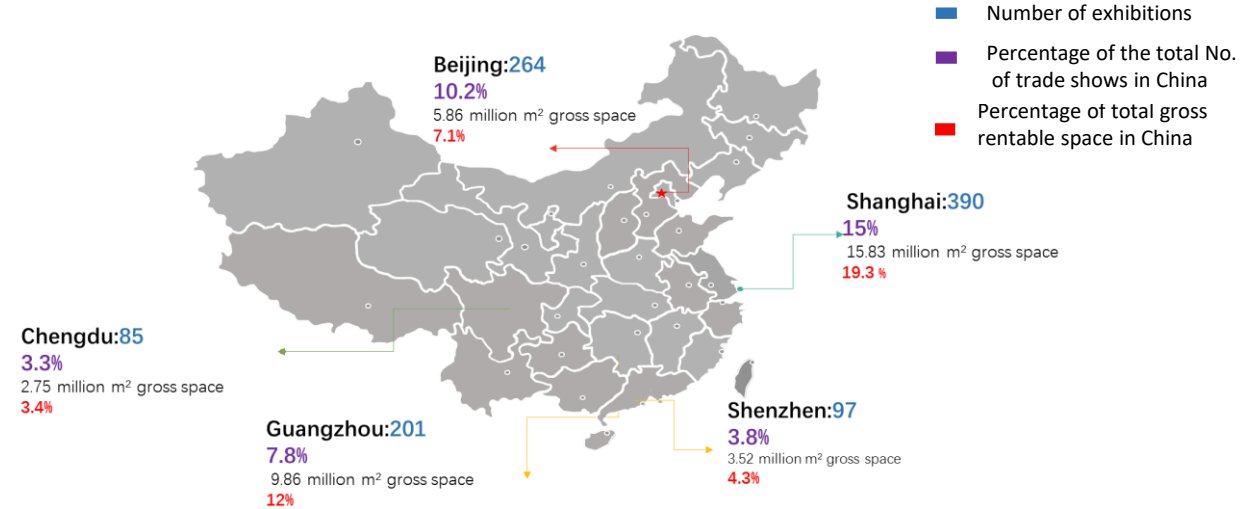 Number of exhibitions
Percentage of the total No.
of trade shows in China
Percentage of total gross
rentable space in China
Beijing:264
10.2%
5.86 million m² gross space
7.1%
Shanghai:390
15%
15.83 million m² gross space
19.3 %
Chengdu:85
3.3%
2.75 million m² gross space
3.4%
Guangzhou:201
7.8%
9.86 million m² gross space
12%
Shenzhen:97
3.8%
3.52 million m² gross space
4.3%